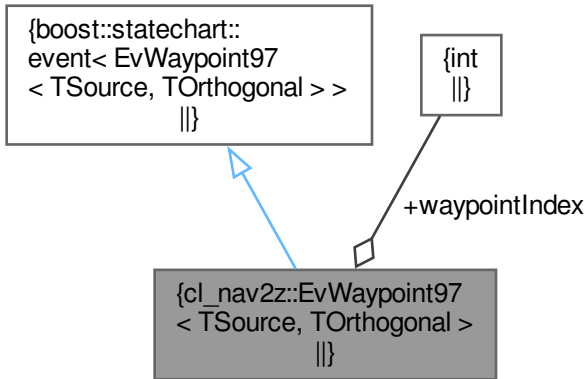 {boost::statechart::
event< EvWaypoint97
< TSource, TOrthogonal > >
||}
{int
||}
+waypointIndex
{cl_nav2z::EvWaypoint97
< TSource, TOrthogonal >
||}